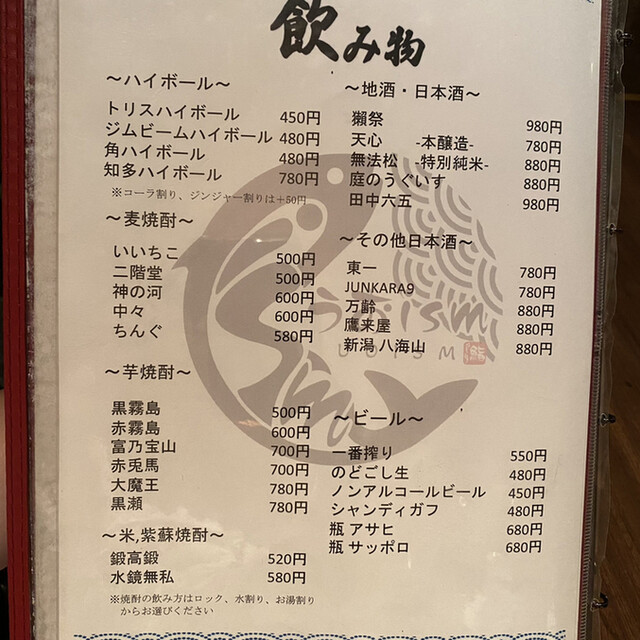 飲み物
～ハイボール～
トリスハイボール 450円
ジムビームハイボール 480円
角ハイボール 480円
知多ハイボール 780円
※コーラ割り、ジンジャー割りは＋50円
～麦焼酎～
いいちこ 500円
二階堂 500円
神の河 600円
中々 600円
ちんぐ 580円
～芋焼酎～
黒霧島 500円
赤霧島 600円
富乃宝山 700円
赤兎馬 700円
大魔王 780円
黒瀬 780円
～米,紫蘇焼酎～
鍛高鍛 520円
水鏡無私 580円
※焼酎の飲み方はロック、水割り、お湯割り
からお選びください
～地酒・日本酒～
獺祭 980円
天心 -本醸造- 780円
無法松 -特別純米- 880円
庭のうぐいす 880円
田中六五 980円
～その他日本酒～
東一 780円
JUNKARA9 780円
万齢 880円
鷹来屋 880円
新潟 八海山 880円
～ビール～
一番搾り 550円
のどごし生 480円
ノンアルコールビール 450円
シャンディガフ 480円
瓶 アサヒ 680円
瓶 サッポロ 680円